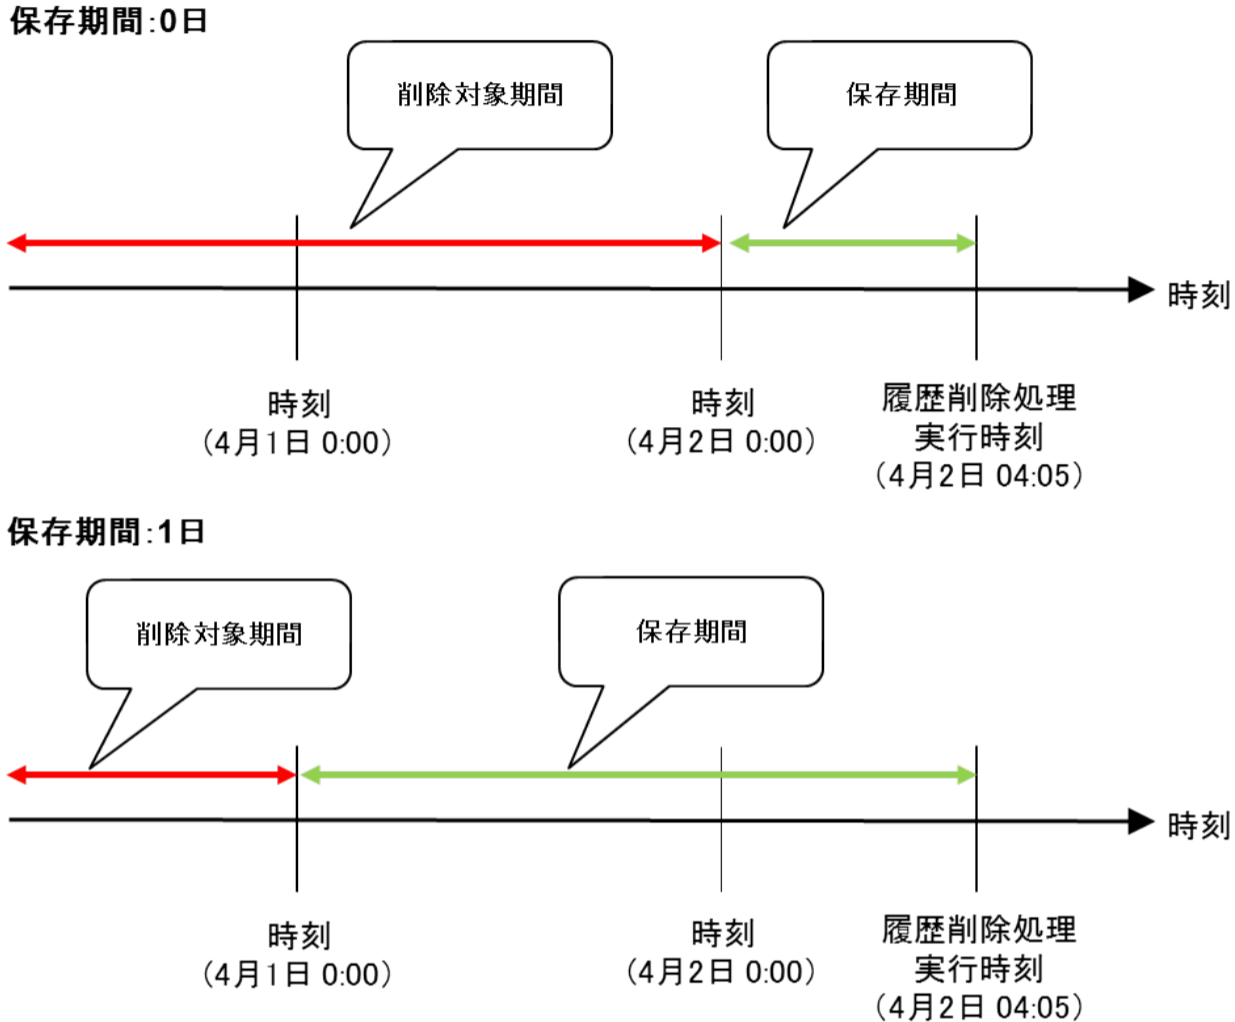 保存期間:0日
削除対象期間
保存期間
時刻
時刻
(4月1日 0:00)
時刻
(4月2日 0:00)
履歴削除処理
実行時刻
(4月2日 04:05)
保存期間:1日
削除対象期間
保存期間
時刻
時刻
(4月1日 0:00)
時刻
(4月2日 0:00)
履歴削除処理
実行時刻
(4月2日 04:05)